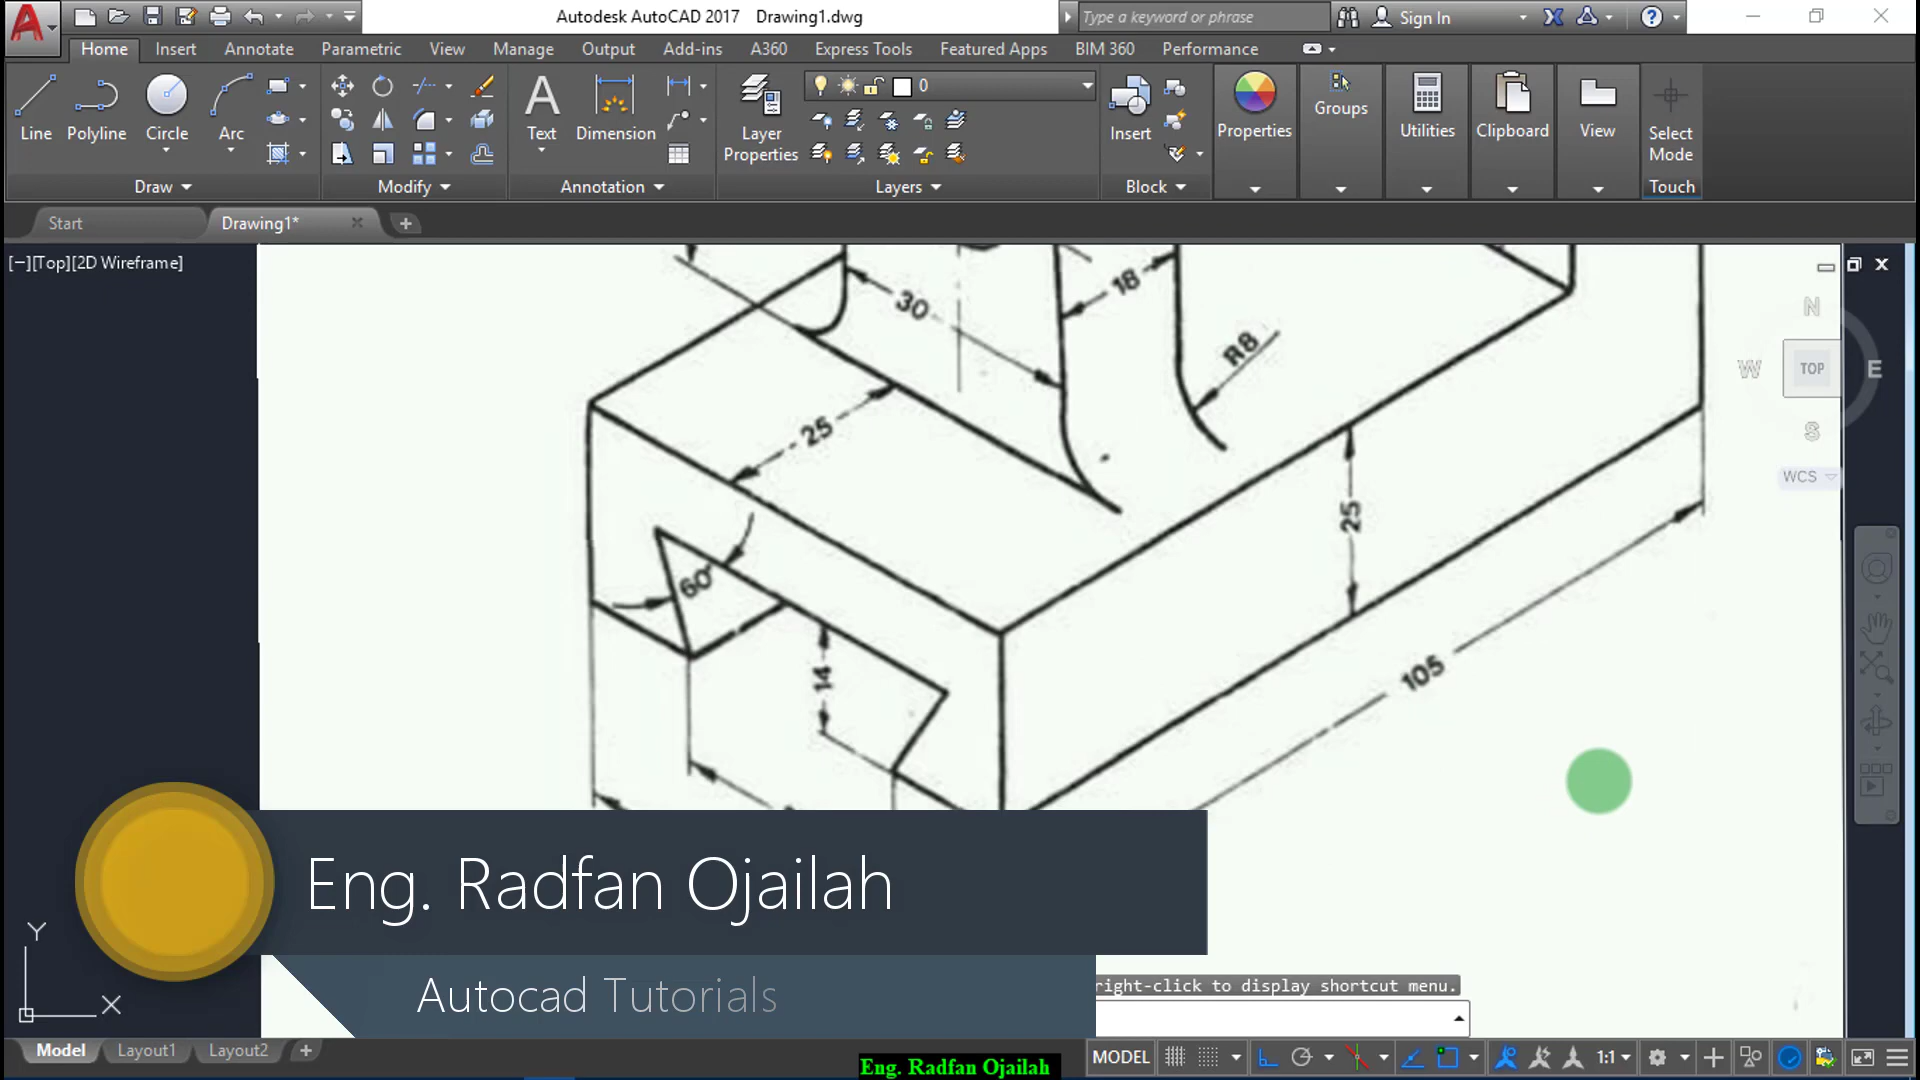 Autodesk AutoCAD 2017 Drawing1.dwg
Type a keyword or phrase
Sign In
Home Insert Annotate Parametric View Manage Output Add-ins A360 Express Tools Featured Apps BIM 360 Performance
Line Polyline Circle Arc
Text Dimension
Layer Properties
0
Insert
Properties Groups Utilities Clipboard View
Select Mode
Draw Modify Annotation Layers Block Touch
Start Drawing1*
[−][Top][2D Wireframe]
N
W TOP E
S
WCS
30
18
R8
25
25
60°
14
105
Eng. Radfan Ojailah
Autocad Tutorials
right-click to display shortcut menu.
Y
X
Model Layout1 Layout2
Eng. Radfan Ojailah
MODEL
1:1